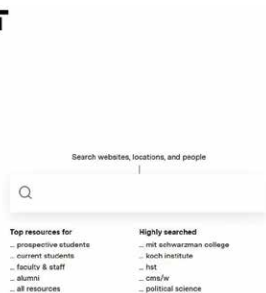 Search websites, locations, and people
Top resources for
– prospective students
– current students
– faculty & staff
– alumni
– all resources
Highly searched
– mit schwarzman college
– koch institute
– hst
– cms/w
– political science